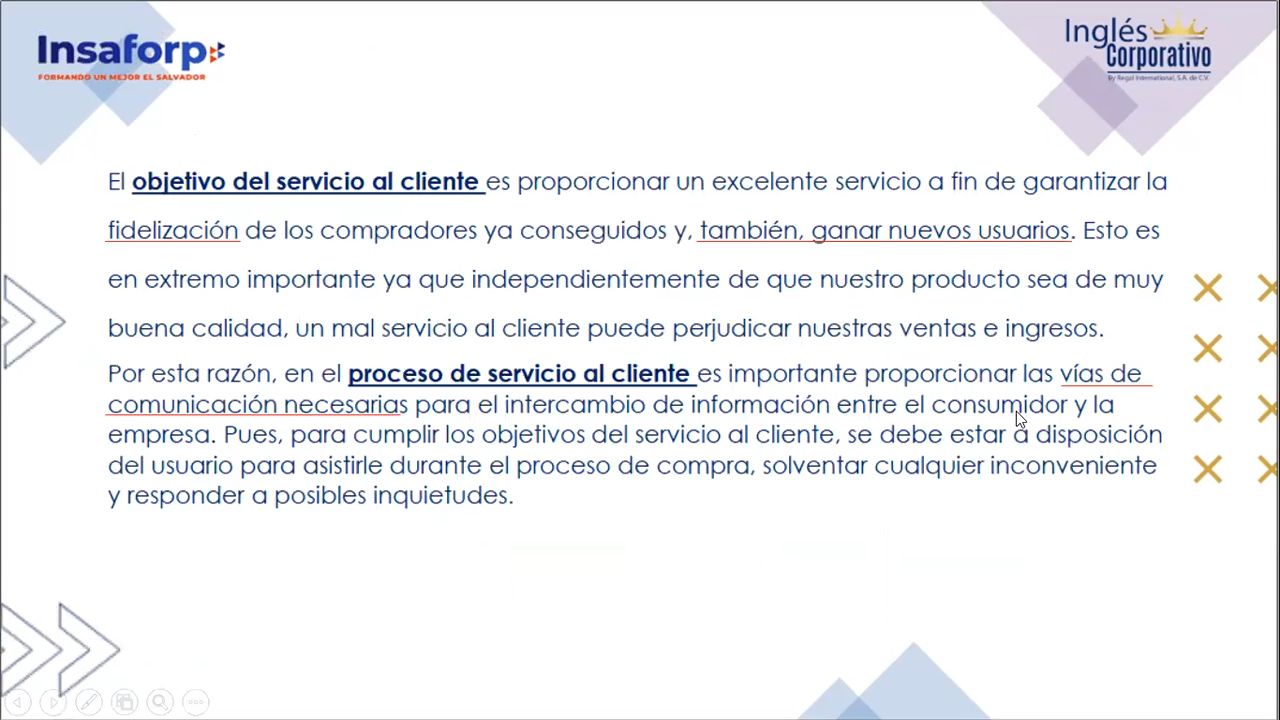 Insaforp
FORMANDO UN MEJOR EL SALVADOR
Inglés
Corporativo
By Regal International, S.A. de C.V.
El objetivo del servicio al cliente es proporcionar un excelente servicio a fin de garantizar la
fidelización de los compradores ya conseguidos y, también, ganar nuevos usuarios. Esto es
en extremo importante ya que independientemente de que nuestro producto sea de muy
buena calidad, un mal servicio al cliente puede perjudicar nuestras ventas e ingresos.
Por esta razón, en el proceso de servicio al cliente es importante proporcionar las vías de
comunicación necesarias para el intercambio de información entre el consumidor y la
empresa. Pues, para cumplir los objetivos del servicio al cliente, se debe estar a disposición
del usuario para asistirle durante el proceso de compra, solventar cualquier inconveniente
y responder a posibles inquietudes.